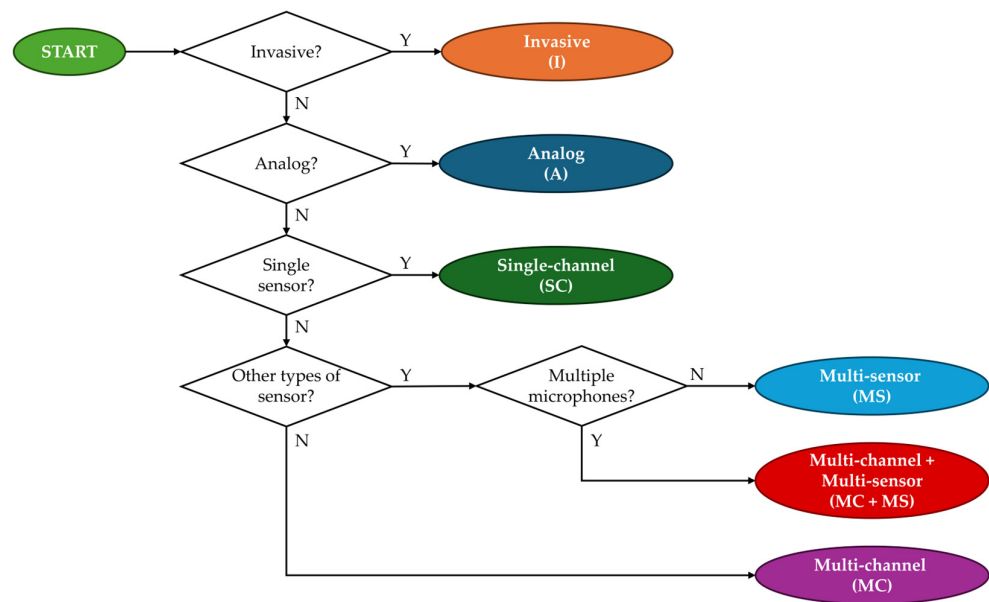 START
Invasive?
Y
Invasive
(I)
N
Analog?
Y
Analog
(A)
N
Single
sensor?
Y
Single-channel
(SC)
N
Other types of
sensor?
Y
Multiple
microphones?
N
Multi-sensor
(MS)
N
Y
Multi-channel +
Multi-sensor
(MC + MS)
Multi-channel
(MC)